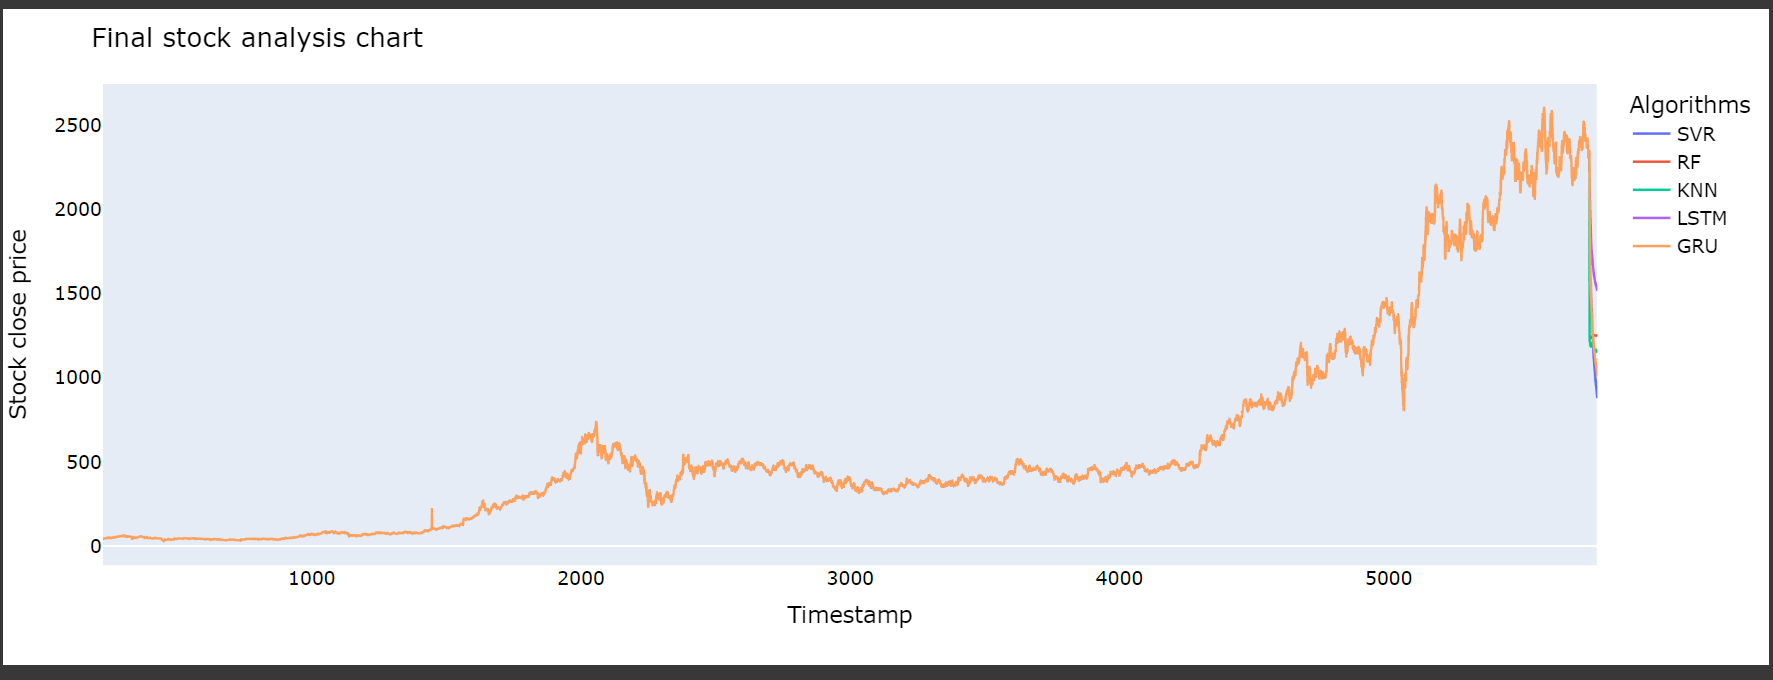 Final stock analysis chart
Stock close price
2500
2000
1500
1000
500
0
1000 2000 3000 4000 5000
Timestamp
Algorithms
SVR
RF
KNN
LSTM
GRU